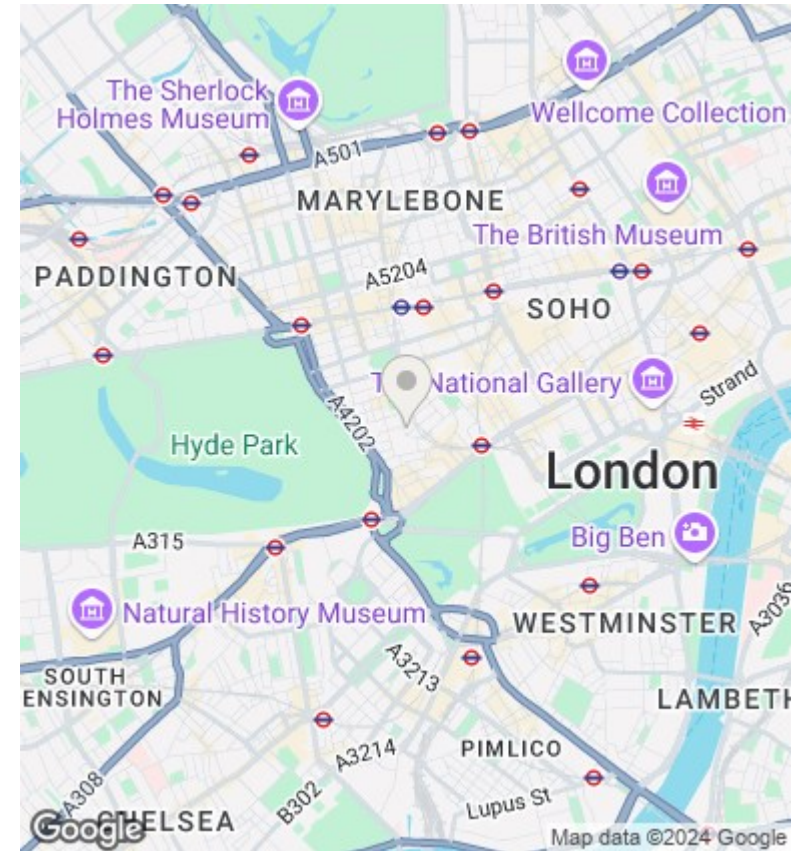 The Sherlock
Holmes Museum
Wellcome Collection
A501
MARYLEBONE
The British Museum
PADDINGTON
A5204
SOHO
National Gallery
Strand
A4202
Hyde Park
London
A315
Big Ben
Natural History Museum
WESTMINSTER
A3036
SOUTH
ENSINGTON
A3213
LAMBETH
A3214
PIMLICO
A308
B302
Lupus St
Google
HELSEA
Map data ©2024 Google